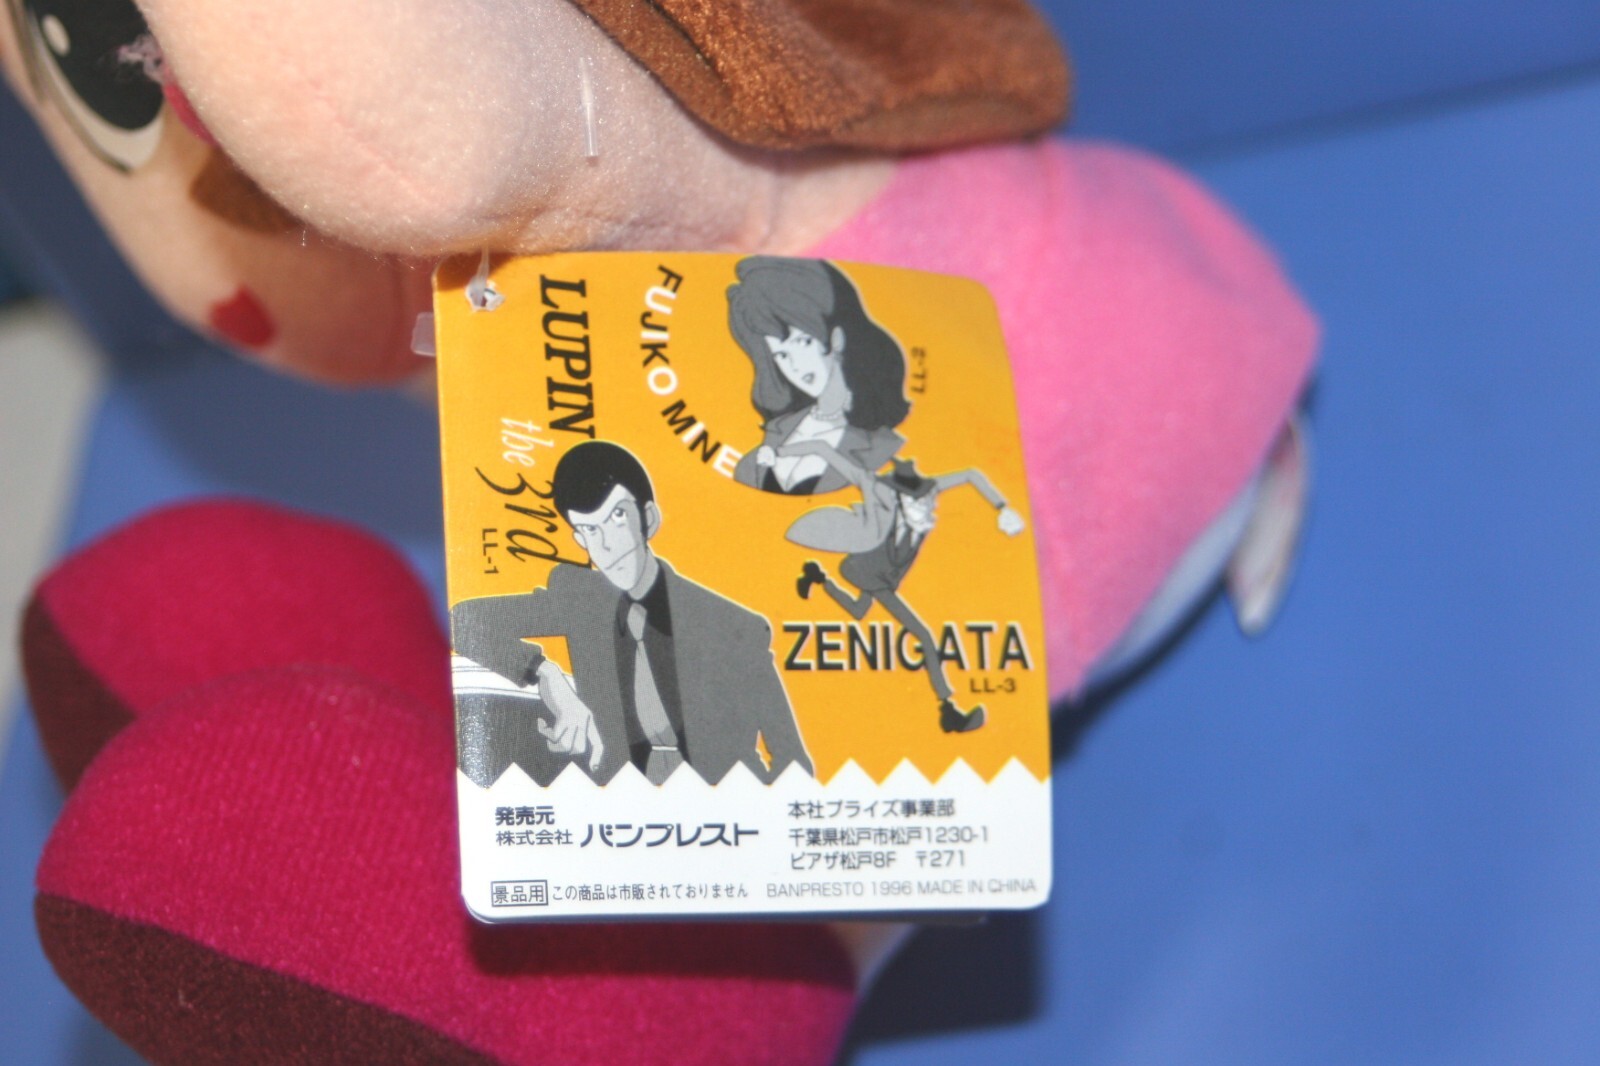 LUPIN
the 3rd
LL-1
FUJIKO MINE
LL-2
ZENIGATA
LL-3
発売元
株式会社 バンプレスト
本社プライズ事業部
千葉県松戸市松戸1230-1
ピアザ松戸8F 〒271
景品用 この商品は市販されておりません BANPRESTO 1996 MADE IN CHINA